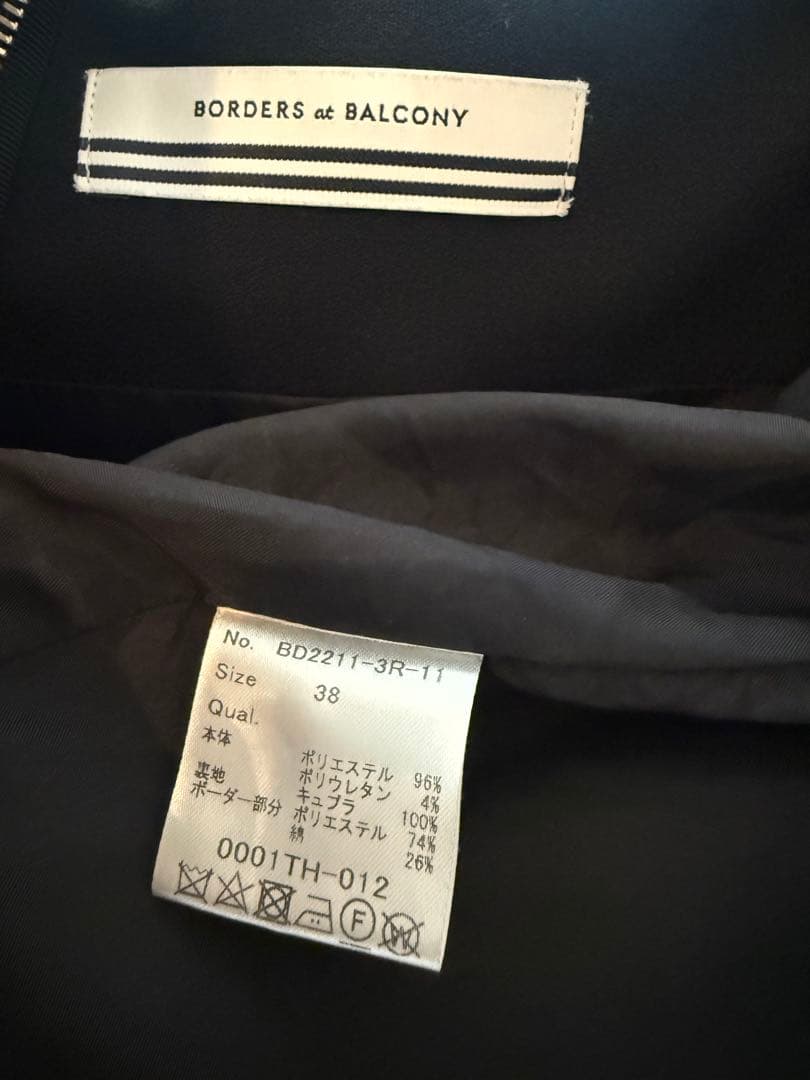 BORDERS at BALCONY
No. BD2211-3R-11
Size 38
Qual.
本体 ポリエステル 96%
ポリウレタン 4%
裏地 キュプラ 100%
ボーダー部分 ポリエステル 74%
綿 26%
0001TH-012
F W